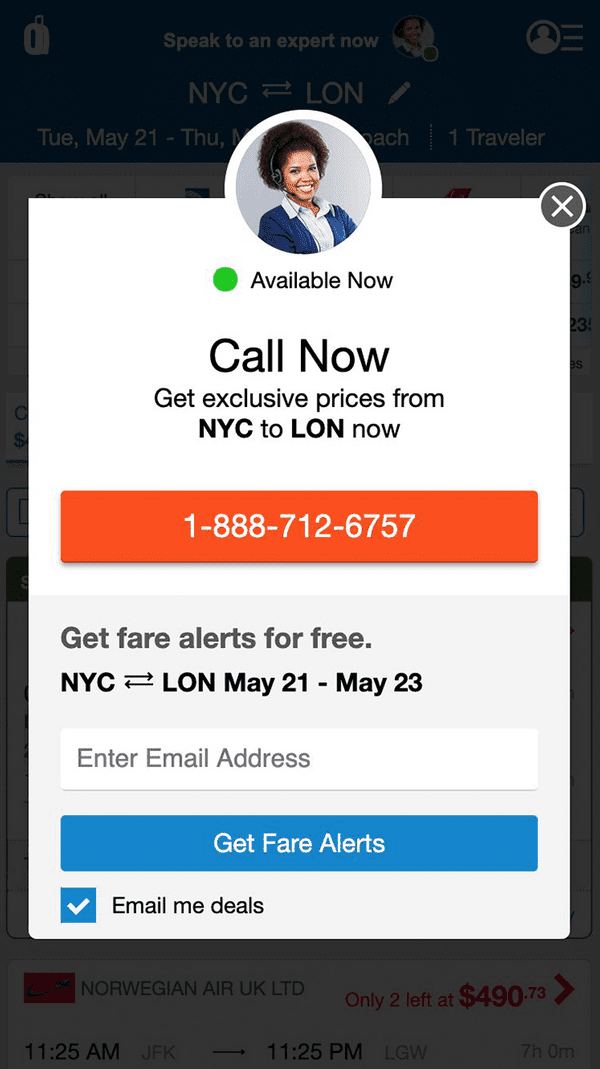 Speak to an expert now
NYC ⇄ LON
Tue, May 21 - Thu, 1 Traveler
Available Now
Call Now
Get exclusive prices from
NYC to LON now
1-888-712-6757
Get fare alerts for free.
NYC ⇄ LON May 21 - May 23
Enter Email Address
Get Fare Alerts
Email me deals
NORWEGIAN AIR UK LTD
Only 2 left at $490.73
11:25 AM JFK → 11:25 PM LGW 7h 0m